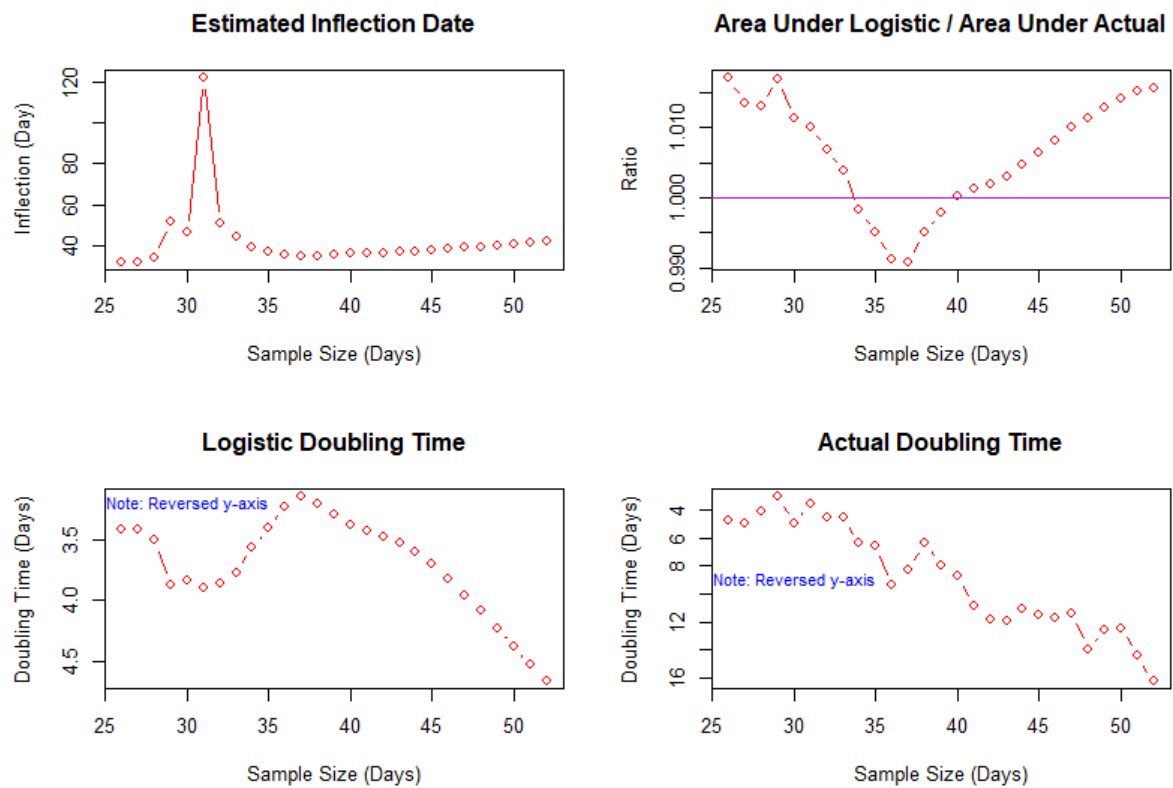 Estimated Inflection Date
Inflection (Day)
120
80
60
40
25 30 35 40 45 50
Sample Size (Days)
Area Under Logistic / Area Under Actual
Ratio
1.010
1.000
0.990
25 30 35 40 45 50
Sample Size (Days)
Logistic Doubling Time
Note: Reversed y-axis
Doubling Time (Days)
3.5
4.0
4.5
25 30 35 40 45 50
Sample Size (Days)
Actual Doubling Time
Note: Reversed y-axis
Doubling Time (Days)
4
6
8
12
16
25 30 35 40 45 50
Sample Size (Days)